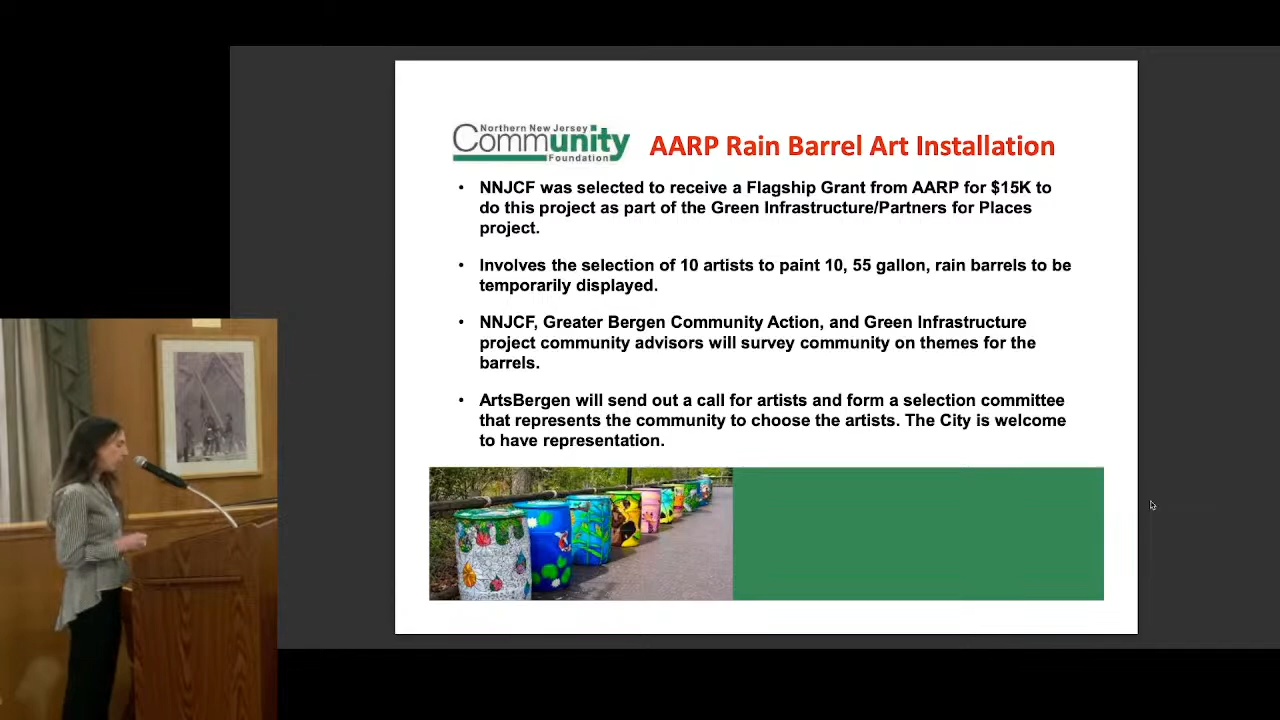 Northern New Jersey
Community
Foundation
AARP Rain Barrel Art Installation
• NNJCF was selected to receive a Flagship Grant from AARP for $15K to
do this project as part of the Green Infrastructure/Partners for Places
project.
• Involves the selection of 10 artists to paint 10, 55 gallon, rain barrels to be
temporarily displayed.
• NNJCF, Greater Bergen Community Action, and Green Infrastructure
project community advisors will survey community on themes for the
barrels.
• ArtsBergen will send out a call for artists and form a selection committee
that represents the community to choose the artists. The City is welcome
to have representation.